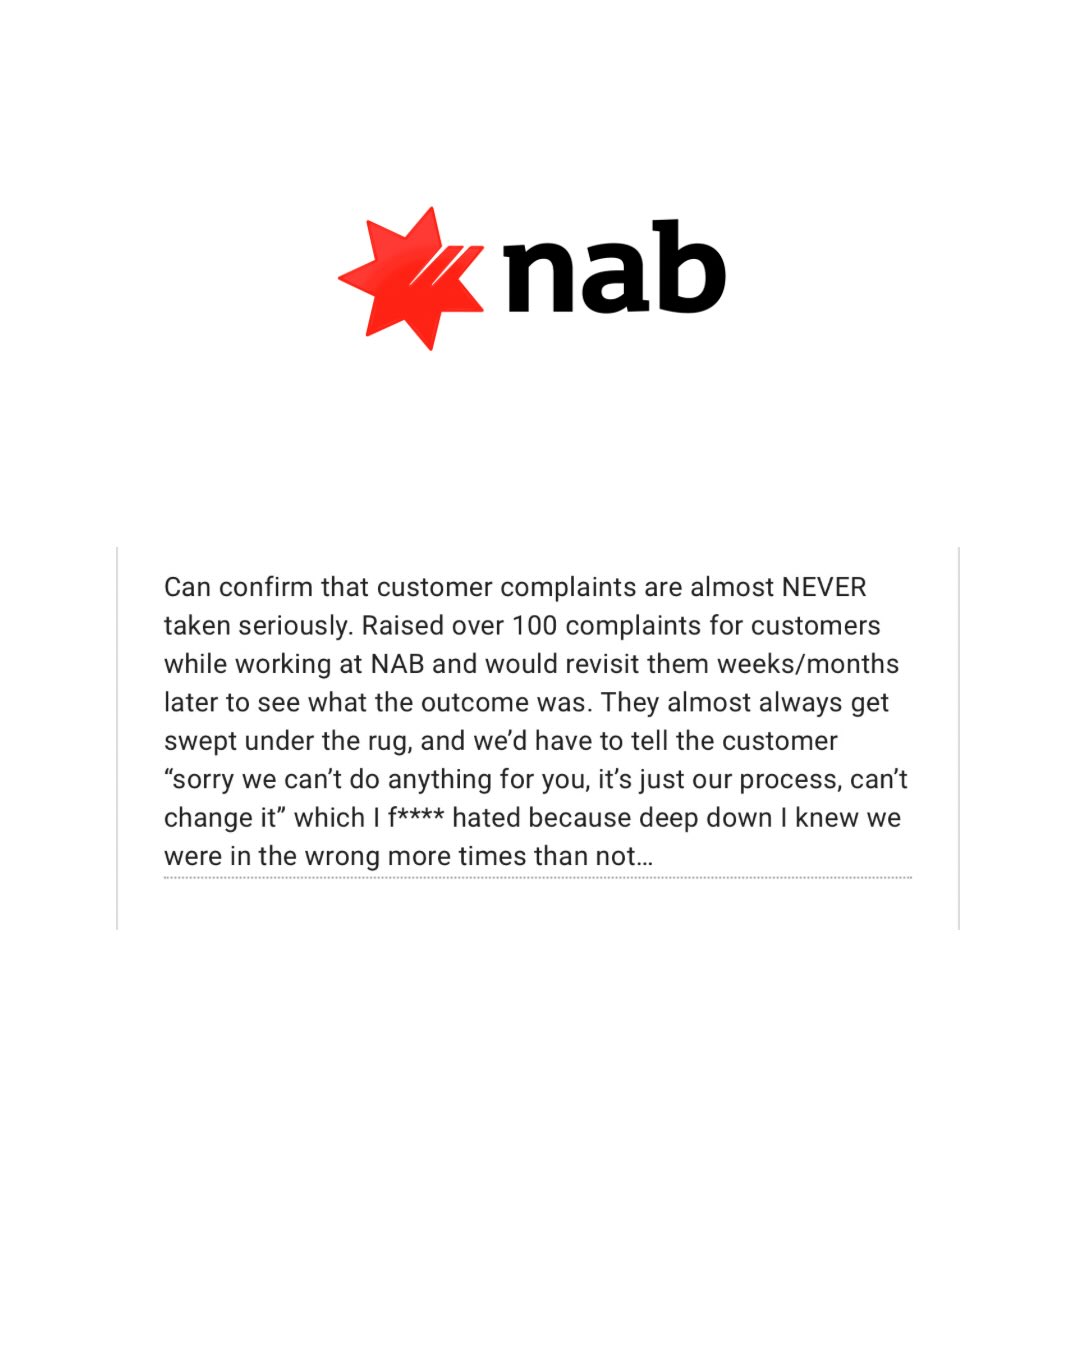 nab
Can confirm that customer complaints are almost NEVER
taken seriously. Raised over 100 complaints for customers
while working at NAB and would revisit them weeks/months
later to see what the outcome was. They almost always get
swept under the rug, and we’d have to tell the customer
“sorry we can’t do anything for you, it’s just our process, can’t
change it” which I f**** hated because deep down I knew we
were in the wrong more times than not…